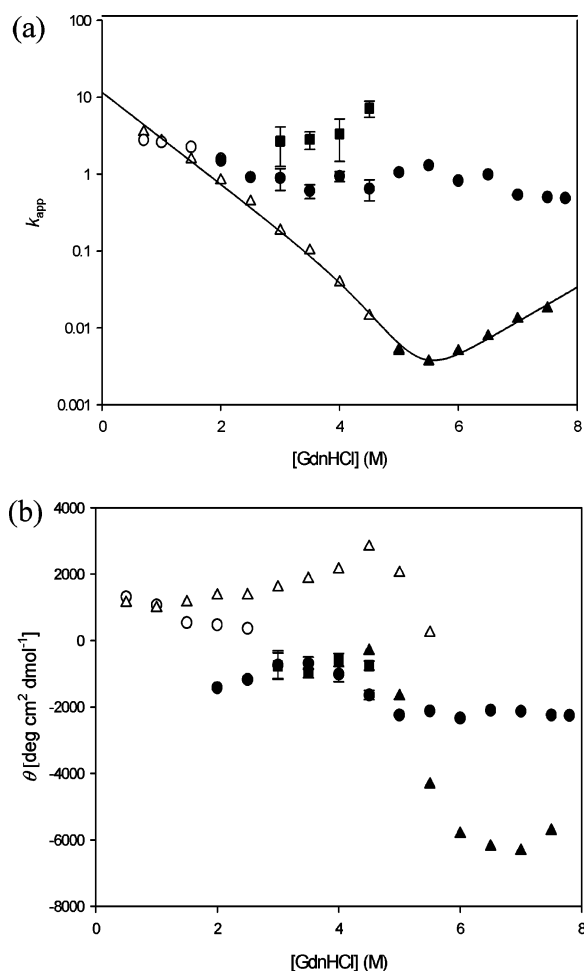 (a)
100
10
1
0.1
0.01
0.001
k_app
0 2 4 6 8
[GdnHCl] (M)
(b)
4000
2000
0
-2000
-4000
-6000
-8000
θ [deg cm² dmol⁻¹]
0 2 4 6 8
[GdnHCl] (M)